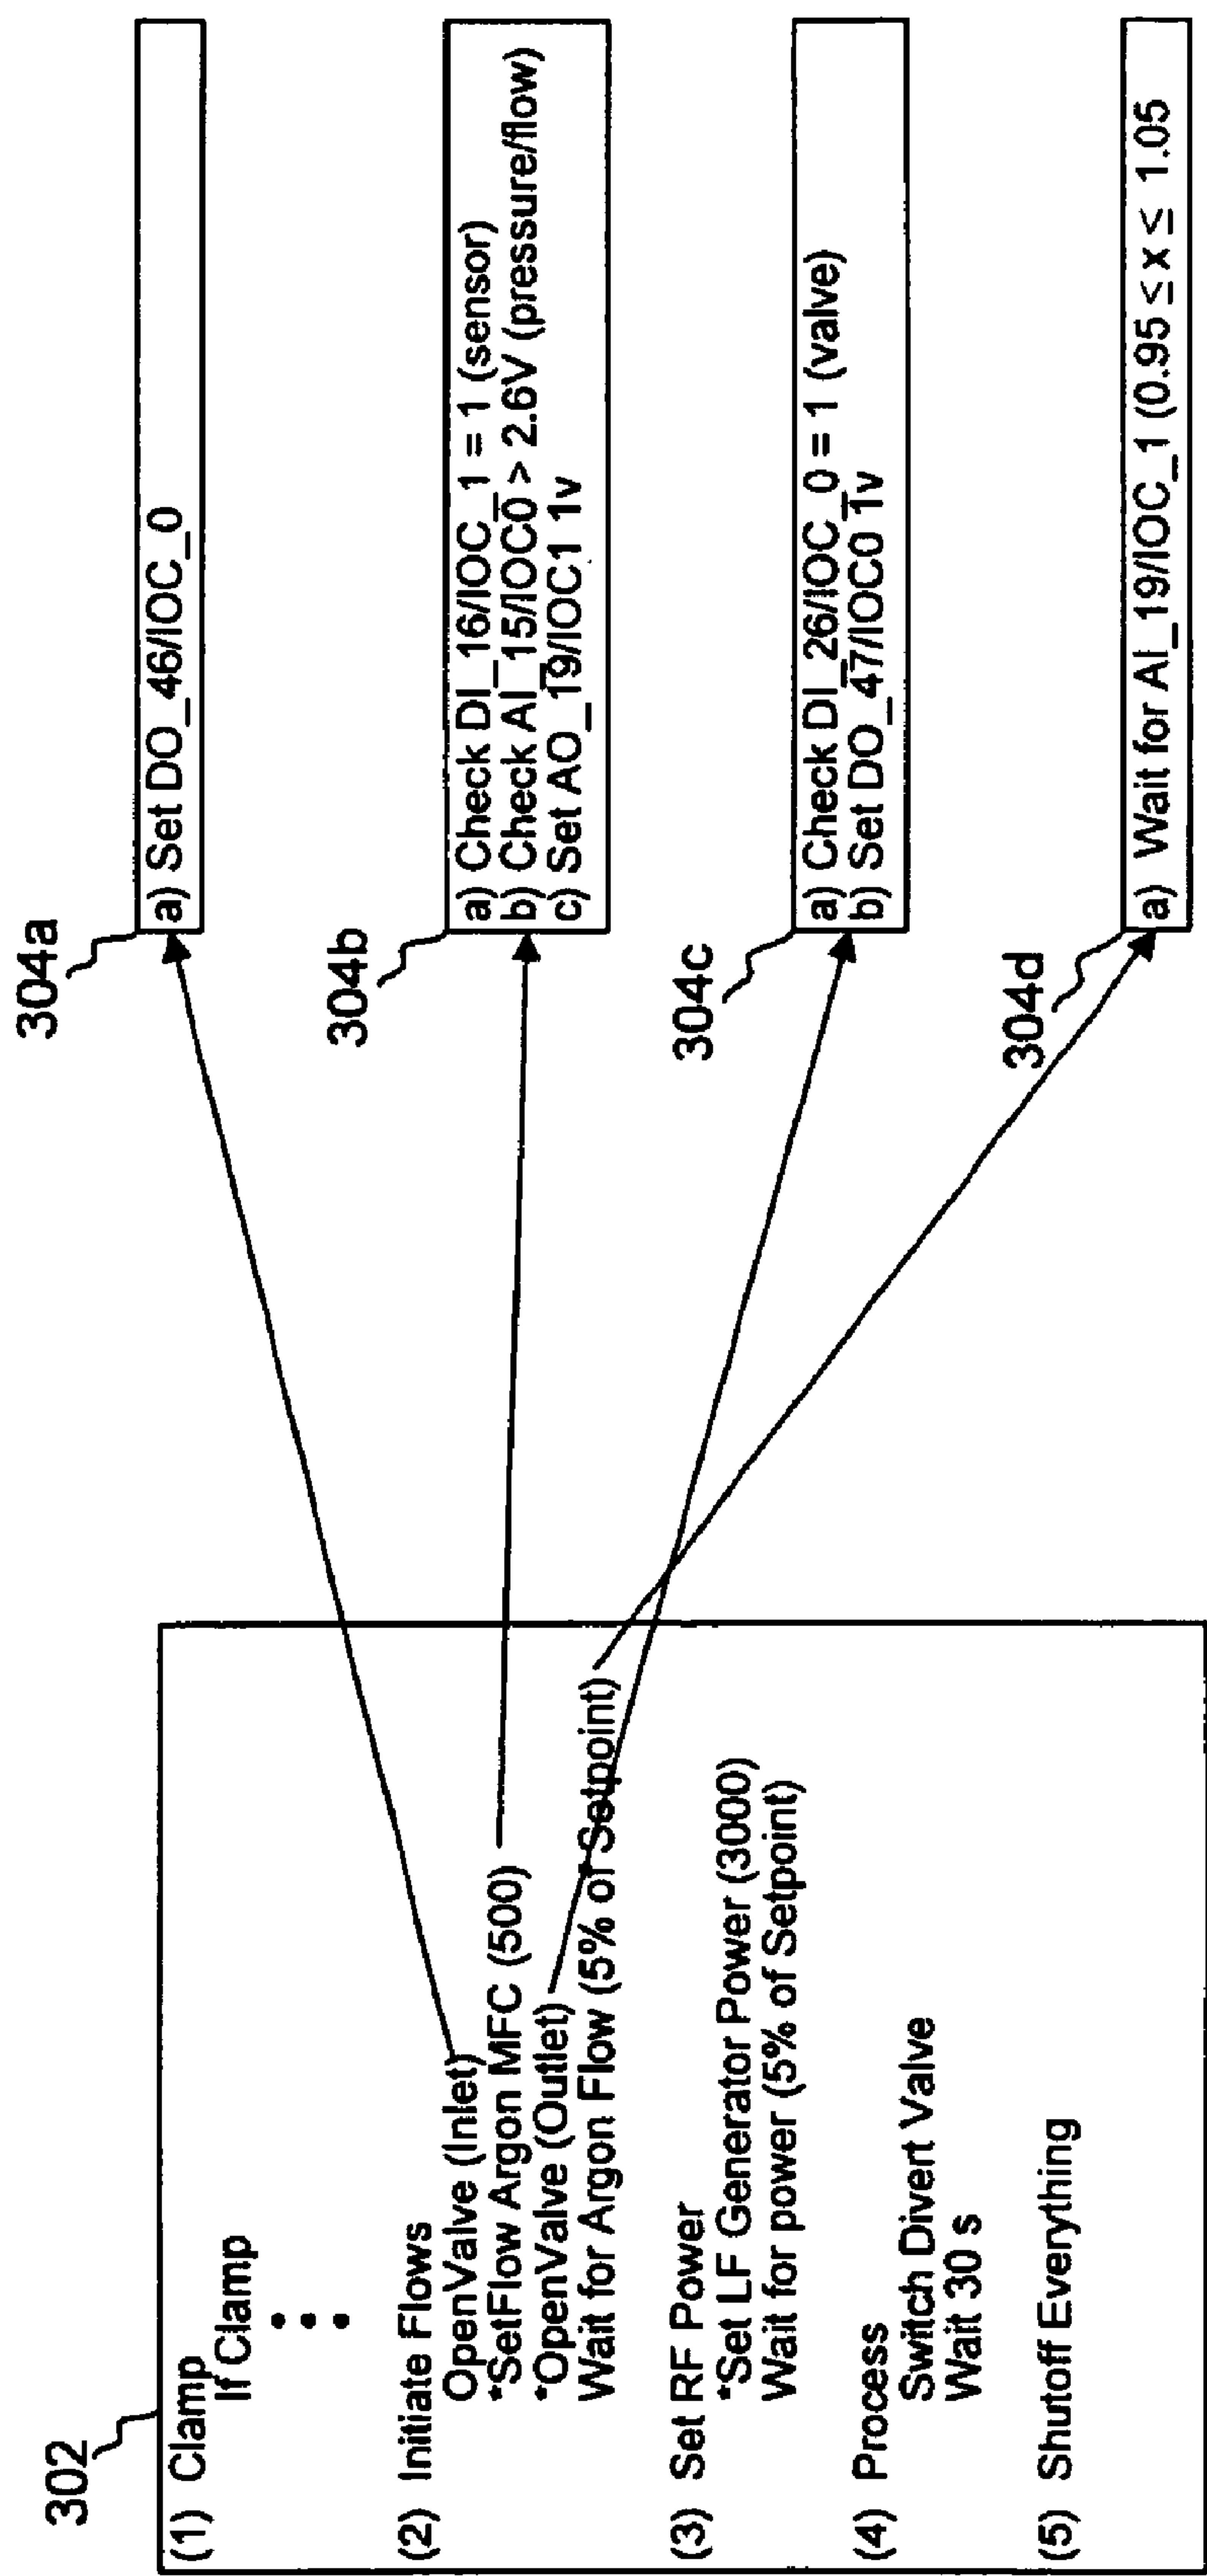 302
(1) Clamp
If Clamp
(2) Initiate Flows
OpenValve (Inlet)
*SetFlow Argon MFC (500)
*OpenValve (Outlet)
Wait for Argon Flow (5% of Setpoint)
(3) Set RF Power
*Set LF Generator Power (3000)
Wait for power (5% of Setpoint)
(4) Process
Switch Divert Valve
Wait 30 s
(5) Shutoff Everything
304a
a) Set DO_46/IOC_0
304b
a) Check DI_16/IOC_1 = 1 (sensor)
b) Check AI_15/IOC0 > 2.6V (pressure/flow)
c) Set AO_19/IOC1 1v
304c
a) Check DI_26/IOC_0 = 1 (valve)
b) Set DO_47/IOC0 1v
304d
a) Wait for AI_19/IOC_1 (0.95 ≤ x ≤ 1.05